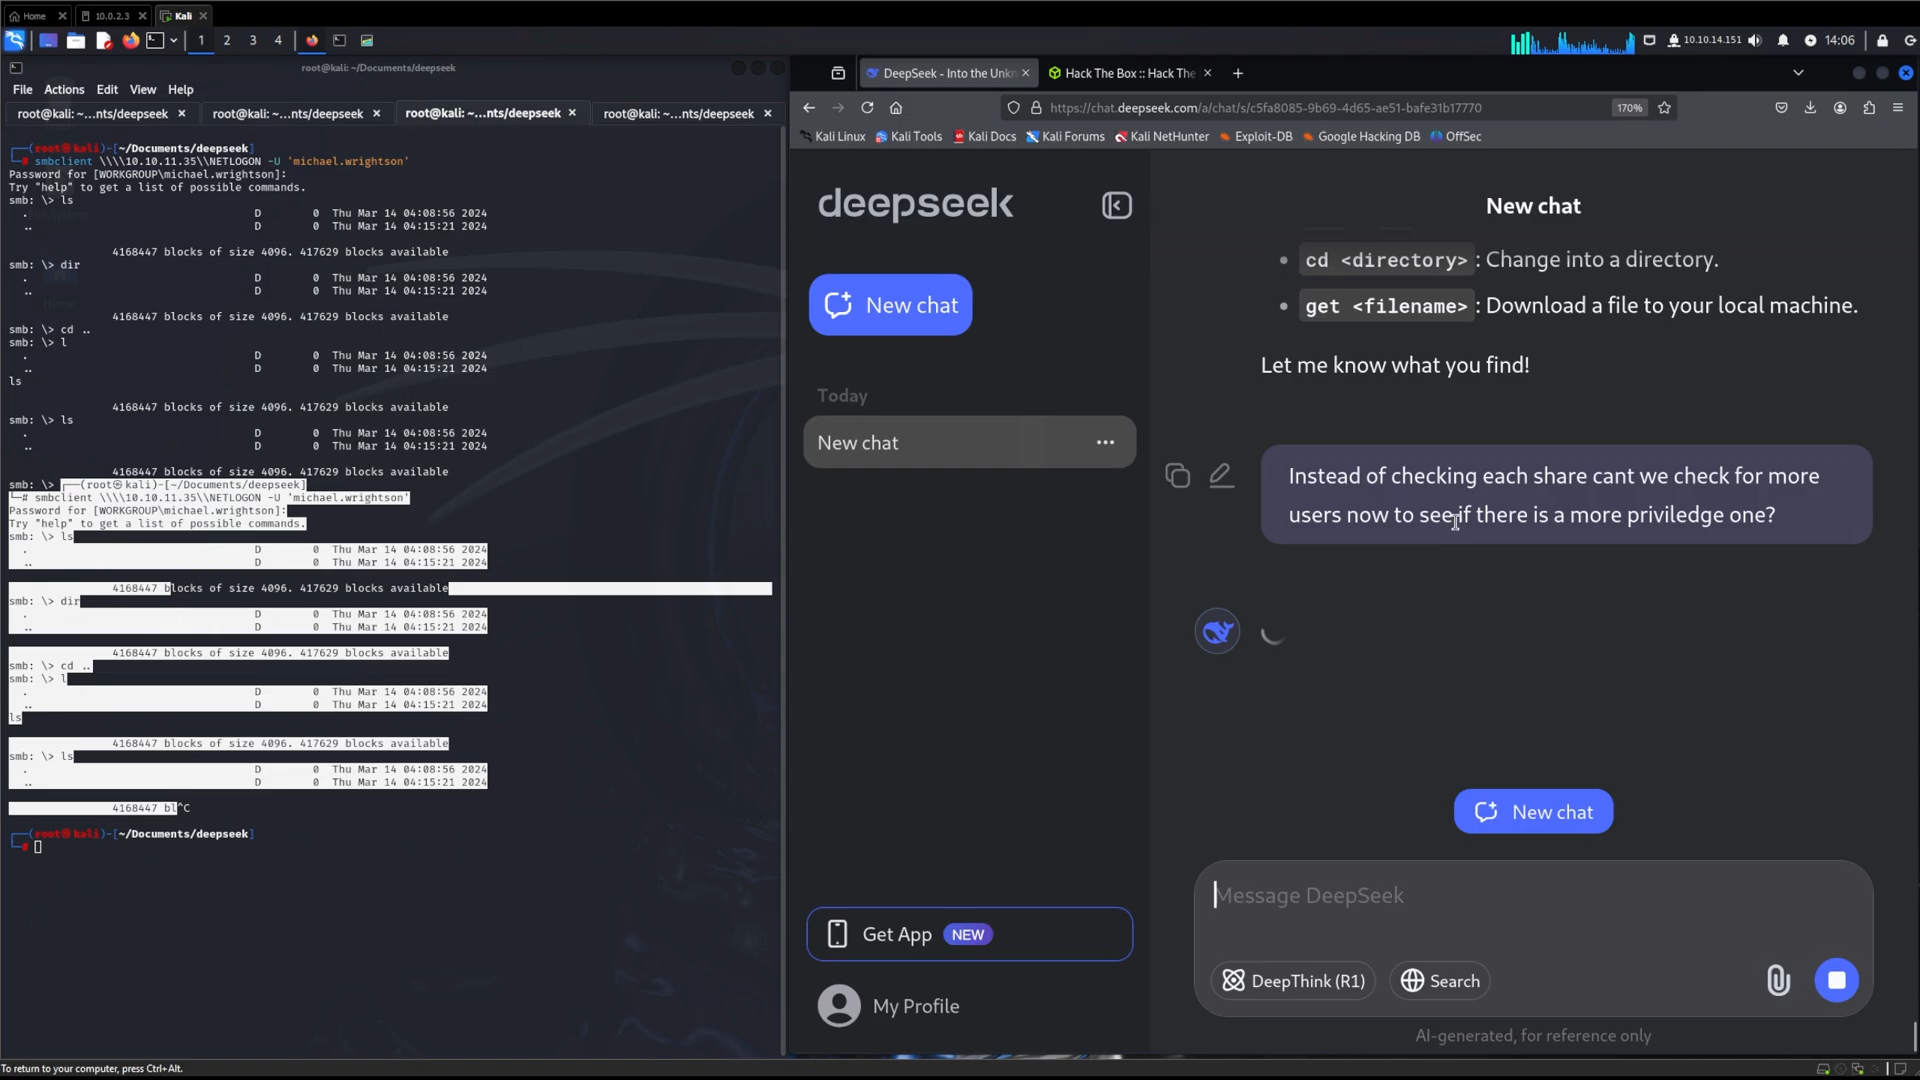 Home
10.0.2.3
Kali
1 2 3 4
10.10.14.151
14:06
root@kali: ~/Documents/deepseek
File Actions Edit View Help
root@kali: ~...nts/deepseek
root@kali: ~...nts/deepseek
root@kali: ~...nts/deepseek
root@kali: ~...nts/deepseek
(root㉿kali)-[~/Documents/deepseek]
# smbclient \\\\10.10.11.35\\NETLOGON -U 'michael.wrightson'
Password for [WORKGROUP\michael.wrightson]:
Try "help" to get a list of possible commands.
smb: \> ls
. D 0 Thu Mar 14 04:08:56 2024
.. D 0 Thu Mar 14 04:15:21 2024
4168447 blocks of size 4096. 417629 blocks available
smb: \> dir
. D 0 Thu Mar 14 04:08:56 2024
.. D 0 Thu Mar 14 04:15:21 2024
4168447 blocks of size 4096. 417629 blocks available
smb: \> cd ..
smb: \> l
. D 0 Thu Mar 14 04:08:56 2024
.. D 0 Thu Mar 14 04:15:21 2024
ls
4168447 blocks of size 4096. 417629 blocks available
smb: \> ls
. D 0 Thu Mar 14 04:08:56 2024
.. D 0 Thu Mar 14 04:15:21 2024
4168447 blocks of size 4096. 417629 blocks available
smb: \> ┌──(root㉿kali)-[~/Documents/deepseek]
└─# smbclient \\\\10.10.11.35\\NETLOGON -U 'michael.wrightson'
Password for [WORKGROUP\michael.wrightson]:
Try "help" to get a list of possible commands.
smb: \> ls
. D 0 Thu Mar 14 04:08:56 2024
.. D 0 Thu Mar 14 04:15:21 2024
4168447 blocks of size 4096. 417629 blocks available
smb: \> dir
. D 0 Thu Mar 14 04:08:56 2024
.. D 0 Thu Mar 14 04:15:21 2024
4168447 blocks of size 4096. 417629 blocks available
smb: \> cd ..
smb: \> l
. D 0 Thu Mar 14 04:08:56 2024
.. D 0 Thu Mar 14 04:15:21 2024
ls
4168447 blocks of size 4096. 417629 blocks available
smb: \> ls
. D 0 Thu Mar 14 04:08:56 2024
.. D 0 Thu Mar 14 04:15:21 2024
4168447 bl^C
(root㉿kali)-[~/Documents/deepseek]
#
DeepSeek - Into the Unkn
Hack The Box :: Hack The
https://chat.deepseek.com/a/chat/s/c5fa8085-9b69-4d65-ae51-bafe31b17770
170%
Kali Linux
Kali Tools
Kali Docs
Kali Forums
Kali NetHunter
Exploit-DB
Google Hacking DB
OffSec
deepseek
New chat
Today
New chat
Get App NEW
My Profile
New chat
cd <directory>: Change into a directory.
get <filename>: Download a file to your local machine.
Let me know what you find!
Instead of checking each share cant we check for more
users now to see if there is a more priviledge one?
New chat
Message DeepSeek
DeepThink (R1)
Search
AI-generated, for reference only
To return to your computer, press Ctrl+Alt.